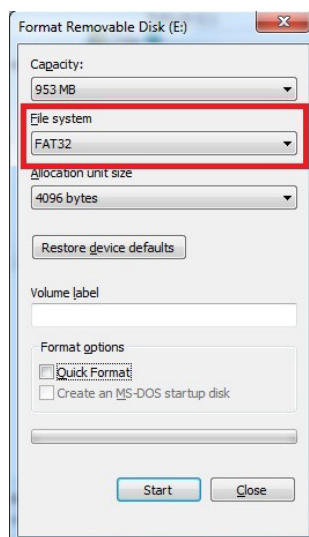 Format Removable Disk (E:)
Capacity:
953 MB
File system
FAT32
Allocation unit size
4096 bytes
Restore device defaults
Volume label
Format options
Quick Format
Create an MS-DOS startup disk
Start
Close